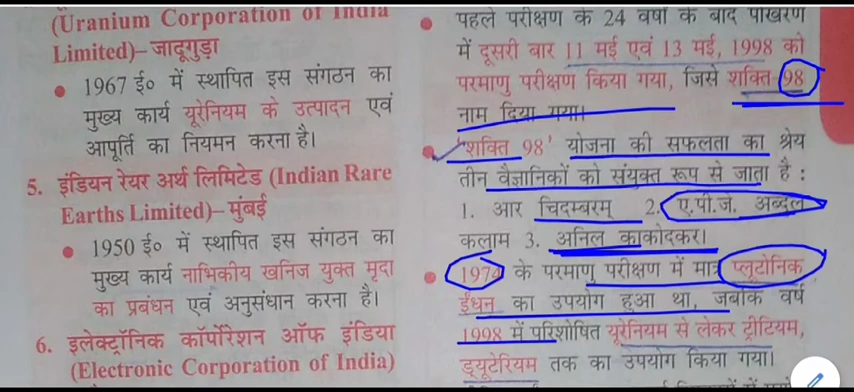 (Uranium Corporation of India
Limited)– जादूगुड़ा
● 1967 ई० में स्थापित इस संगठन का
मुख्य कार्य यूरेनियम के उत्पादन एवं
आपूर्ति का नियमन करना है।
5. इंडियन रेयर अर्थ लिमिटेड (Indian Rare
Earths Limited)– मुंबई
● 1950 ई० में स्थापित इस संगठन का
मुख्य कार्य नाभिकीय खनिज युक्त मृदा
का प्रबंधन एवं अनुसंधान करना है।
6. इलेक्ट्रॉनिक कॉर्पोरेशन ऑफ इंडिया
(Electronic Corporation of India)
● पहले परीक्षण के 24 वर्षों के बाद पोखरण
में दूसरी बार 11 मई एवं 13 मई, 1998 को
परमाणु परीक्षण किया गया, जिसे शक्ति 98
नाम दिया गया।
● 'शक्ति 98' योजना की सफलता का श्रेय
तीन वैज्ञानिकों को संयुक्त रूप से जाता है :
1. आर चिदम्बरम् 2. ए.पी.जे. अब्दुल
कलाम 3. अनिल काकोदकर।
● 1974 के परमाणु परीक्षण में मात्र प्लूटोनिक
ईंधन का उपयोग हुआ था, जबकि वर्ष
1998 में परिशोधित यूरेनियम से लेकर ट्रीटियम,
ड्यूटेरियम तक का उपयोग किया गया।